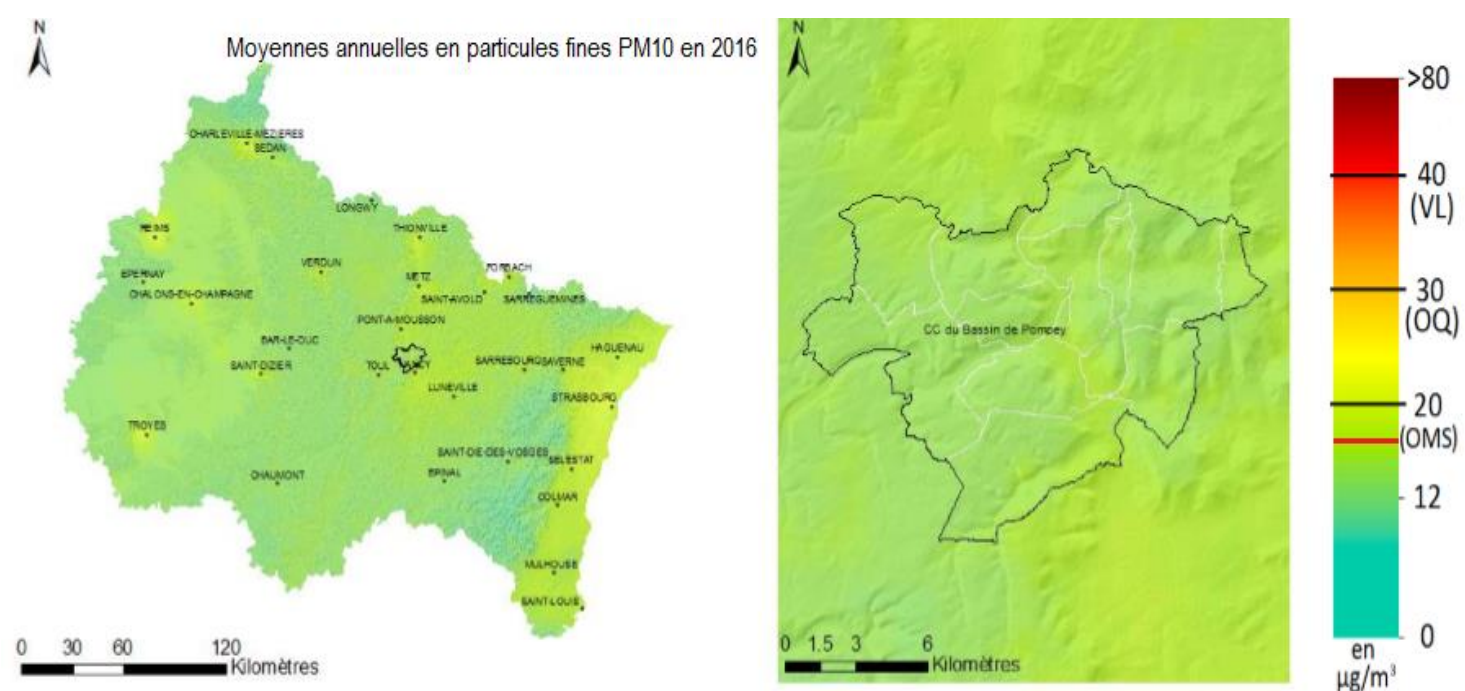 N
Moyennes annuelles en particules fines PM10 en 2016
CHARLEVILLE-MEZIERES
SEDAN
LONGWY
REIMS
THIONVILLE
VERDUN
FORBACH
EPERNAY
METZ
CHALONS-EN-CHAMPAGNE
SAINT-AVOLD
SARREGUEMINES
PONT-A-MOUSSON
BAR-LE-DUC
HAGUENAU
SAINT-DIZIER
TOUL
NANCY
SARREBOURG
SAVERNE
LUNEVILLE
STRASBOURG
TROYES
SAINT-DIE-DES-VOSGES
SELESTAT
CHAUMONT
EPINAL
COLMAR
MULHOUSE
SAINT-LOUIS
0 30 60 120
Kilomètres
N
CC du Bassin de Pompey
0 1.5 3 6
Kilomètres
>80
40
(VL)
30
(OQ)
20
(OMS)
12
0
en
µg/m³